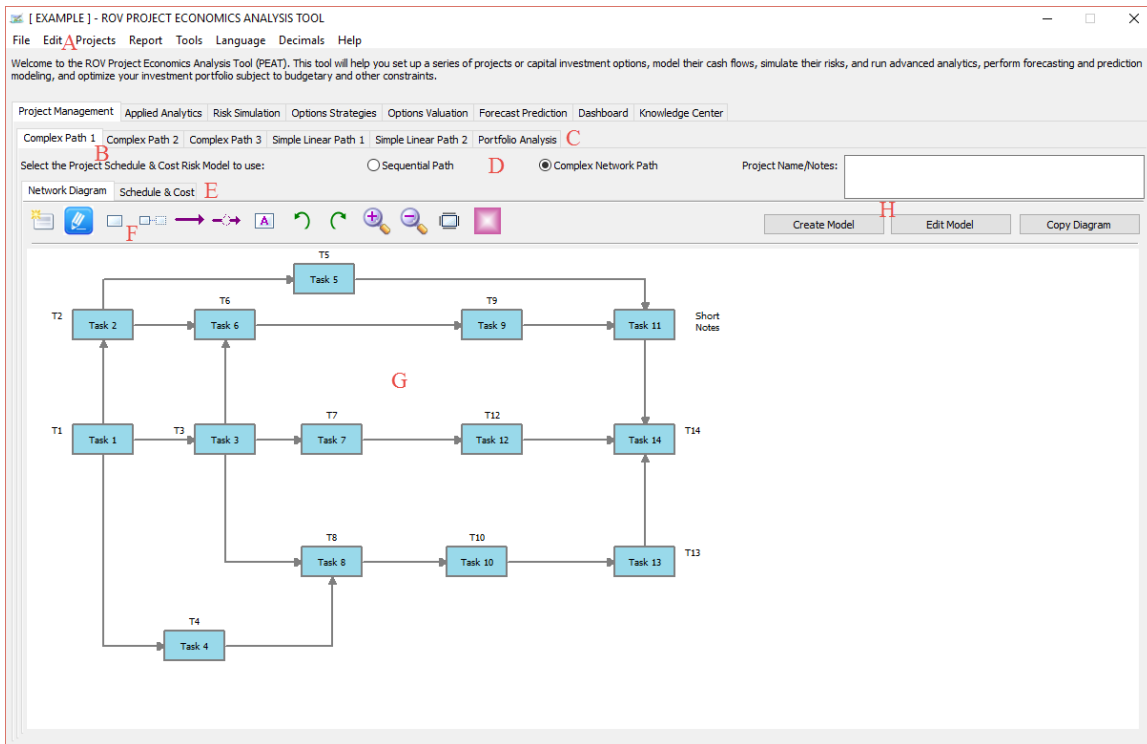 [ EXAMPLE ] - ROV PROJECT ECONOMICS ANALYSIS TOOL
File Edit A Projects Report Tools Language Decimals Help
Welcome to the ROV Project Economics Analysis Tool (PEAT). This tool will help you set up a series of projects or capital investment options, model their cash flows, simulate their risks, and run advanced analytics, perform forecasting and prediction
modeling, and optimize your investment portfolio subject to budgetary and other constraints.
Project Management Applied Analytics Risk Simulation Options Strategies Options Valuation Forecast Prediction Dashboard Knowledge Center
Complex Path 1 Complex Path 2 Complex Path 3 Simple Linear Path 1 Simple Linear Path 2 Portfolio Analysis C
B
Select the Project Schedule & Cost Risk Model to use: Sequential Path D Complex Network Path Project Name/Notes:
Network Diagram Schedule & Cost E
H
A
F
Create Model Edit Model Copy Diagram
T5
Task 5
T6
T9
T2
Task 2
Task 6
Task 9
Task 11
Short
Notes
G
T7
T12
T1
Task 1
T3
Task 3
Task 7
Task 12
Task 14
T14
T8
T10
Task 8
Task 10
Task 13
T13
T4
Task 4